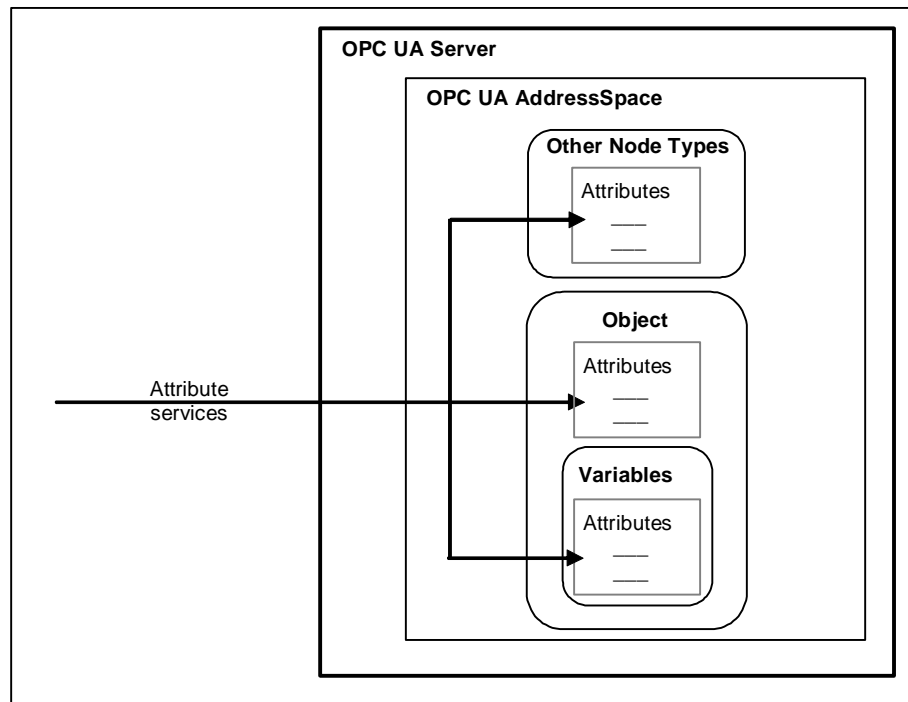 OPC UA Server
OPC UA AddressSpace
Other Node Types
Attributes
Object
Attributes
Attribute
services
Variables
Attributes